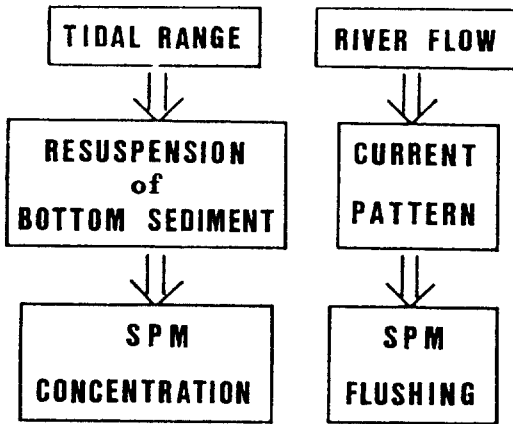 TIDAL RANGE
RESUSPENSION
of
BOTTOM SEDIMENT
SPM
CONCENTRATION
RIVER FLOW
CURRENT
PATTERN
SPM
FLUSHING